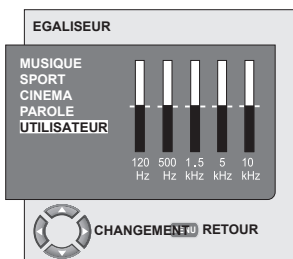 EGALISEUR
MUSIQUE
SPORT
CINEMA
PAROLE
UTILISATEUR
120 500 1.5 5 10
Hz Hz kHz kHz kHz
CHANGEMENT MENU RETOUR